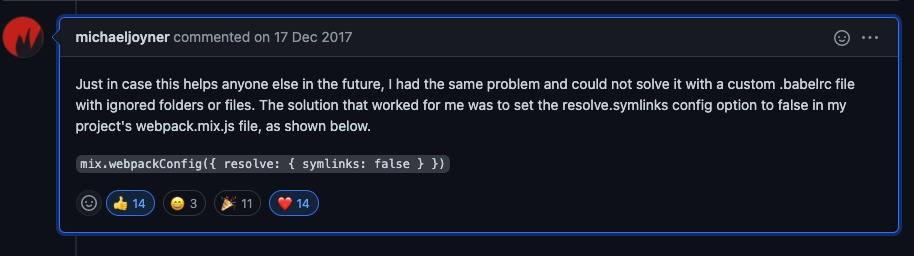 michaeljoyner commented on 17 Dec 2017
Just in case this helps anyone else in the future, I had the same problem and could not solve it with a custom .babelrc file
with ignored folders or files. The solution that worked for me was to set the resolve.symlinks config option to false in my
project's webpack.mix.js file, as shown below.
mix.webpackConfig({ resolve: { symlinks: false } })
👍 14 😄 3 🎉 11 ❤️ 14